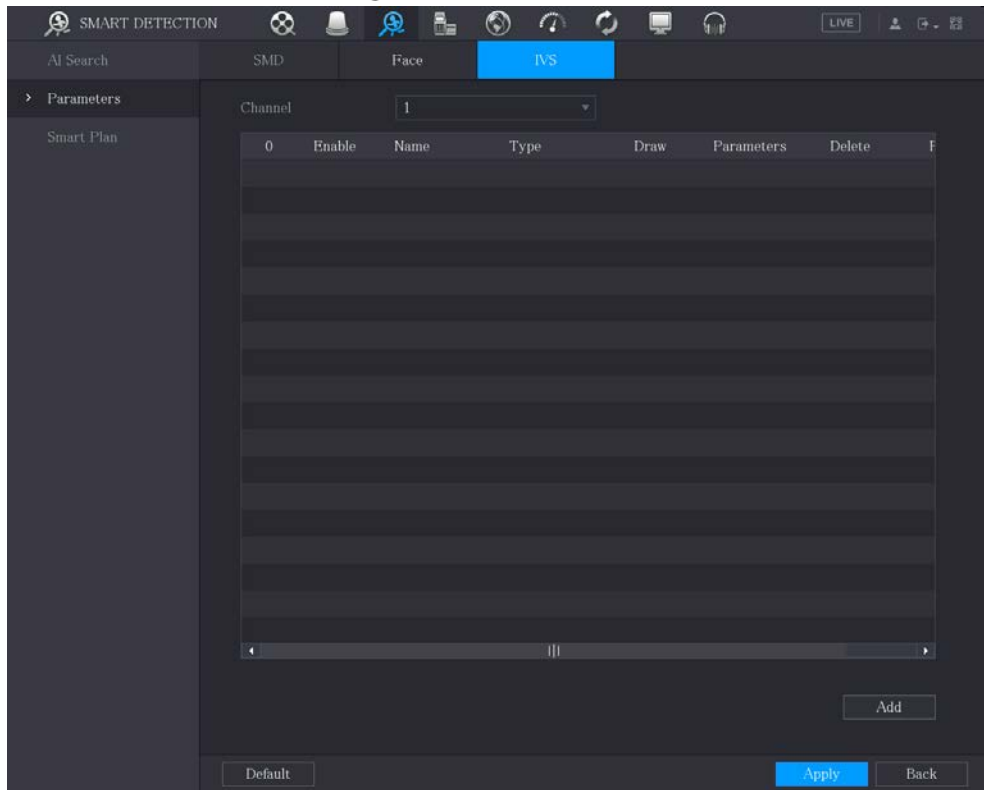 SMART DETECTION LIVE
AI Search SMD Face IVS
Parameters
Channel 1
Smart Plan
0 Enable Name Type Draw Parameters Delete
Add
Default Apply Back